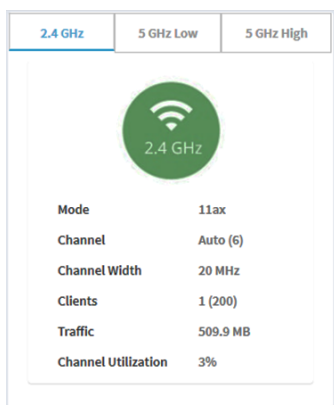 2.4 GHz 5 GHz Low 5 GHz High
2.4 GHz
Mode 11ax
Channel Auto (6)
Channel Width 20 MHz
Clients 1 (200)
Traffic 509.9 MB
Channel Utilization 3%